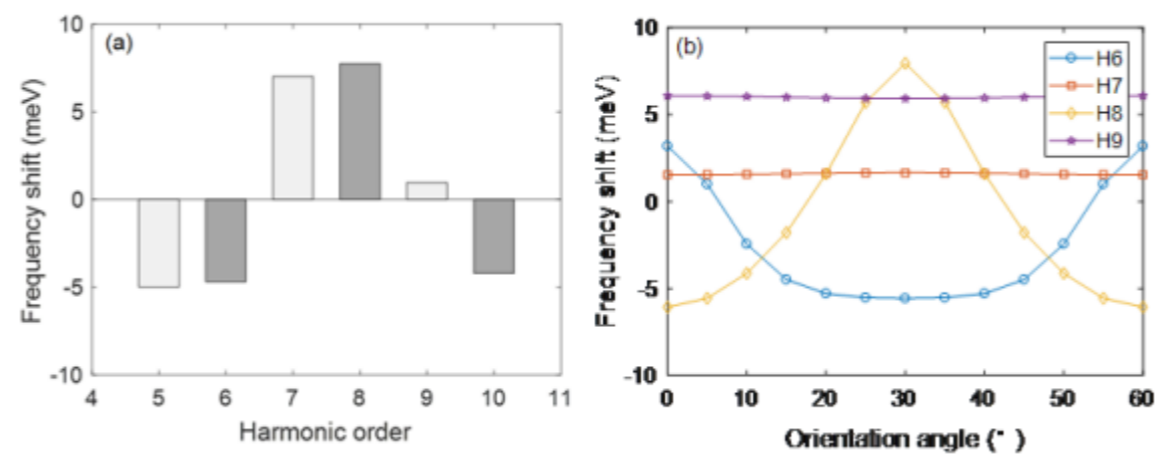 (a)
Frequency shift (meV)
10
5
0
-5
-10
4 5 6 7 8 9 10 11
Harmonic order
(b)
Frequency shift (meV)
10
5
0
-5
-10
0 10 20 30 40 50 60
Orientation angle (° )
H6
H7
H8
H9